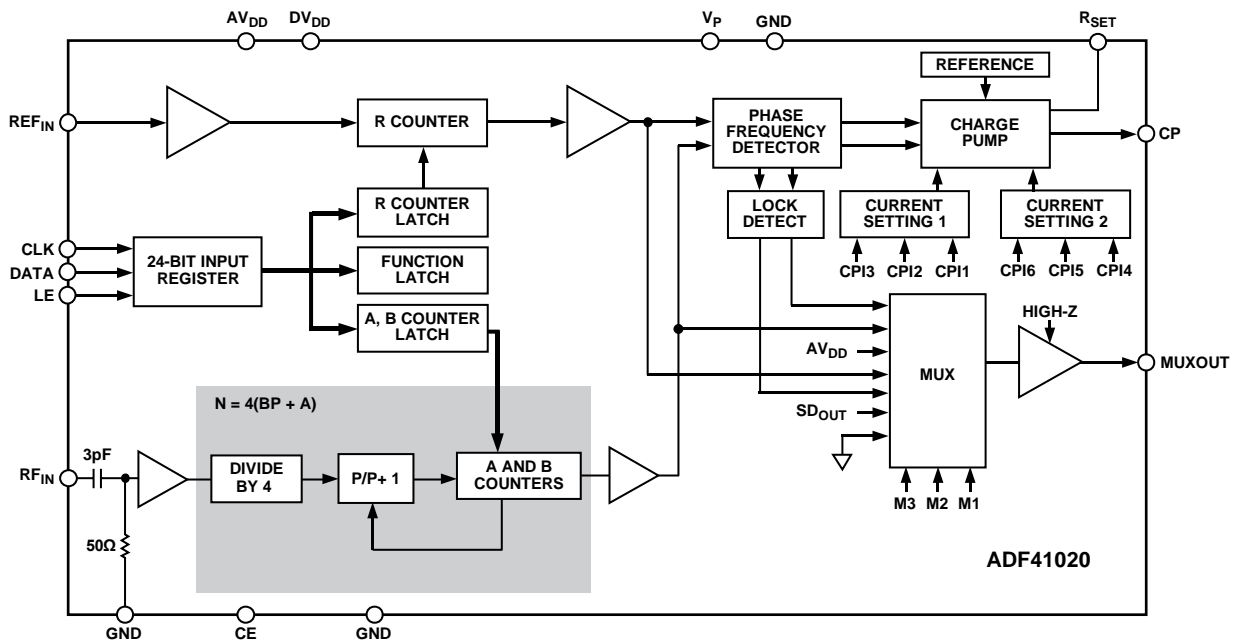 AVDD
DVDD
VP
GND
RSET
REFERENCE
REFIN
R COUNTER
PHASE
FREQUENCY
DETECTOR
CHARGE
PUMP
CP
R COUNTER
LATCH
LOCK
DETECT
CURRENT
SETTING 1
CURRENT
SETTING 2
CLK
DATA
LE
24-BIT INPUT
REGISTER
FUNCTION
LATCH
CPI3
CPI2
CPI1
CPI6
CPI5
CPI4
A, B COUNTER
LATCH
HIGH-Z
AVDD
MUX
MUXOUT
SDOUT
N = 4(BP + A)
RFIN
3pF
DIVIDE
BY 4
P/P+ 1
A AND B
COUNTERS
M3
M2
M1
50Ω
ADF41020
GND
CE
GND